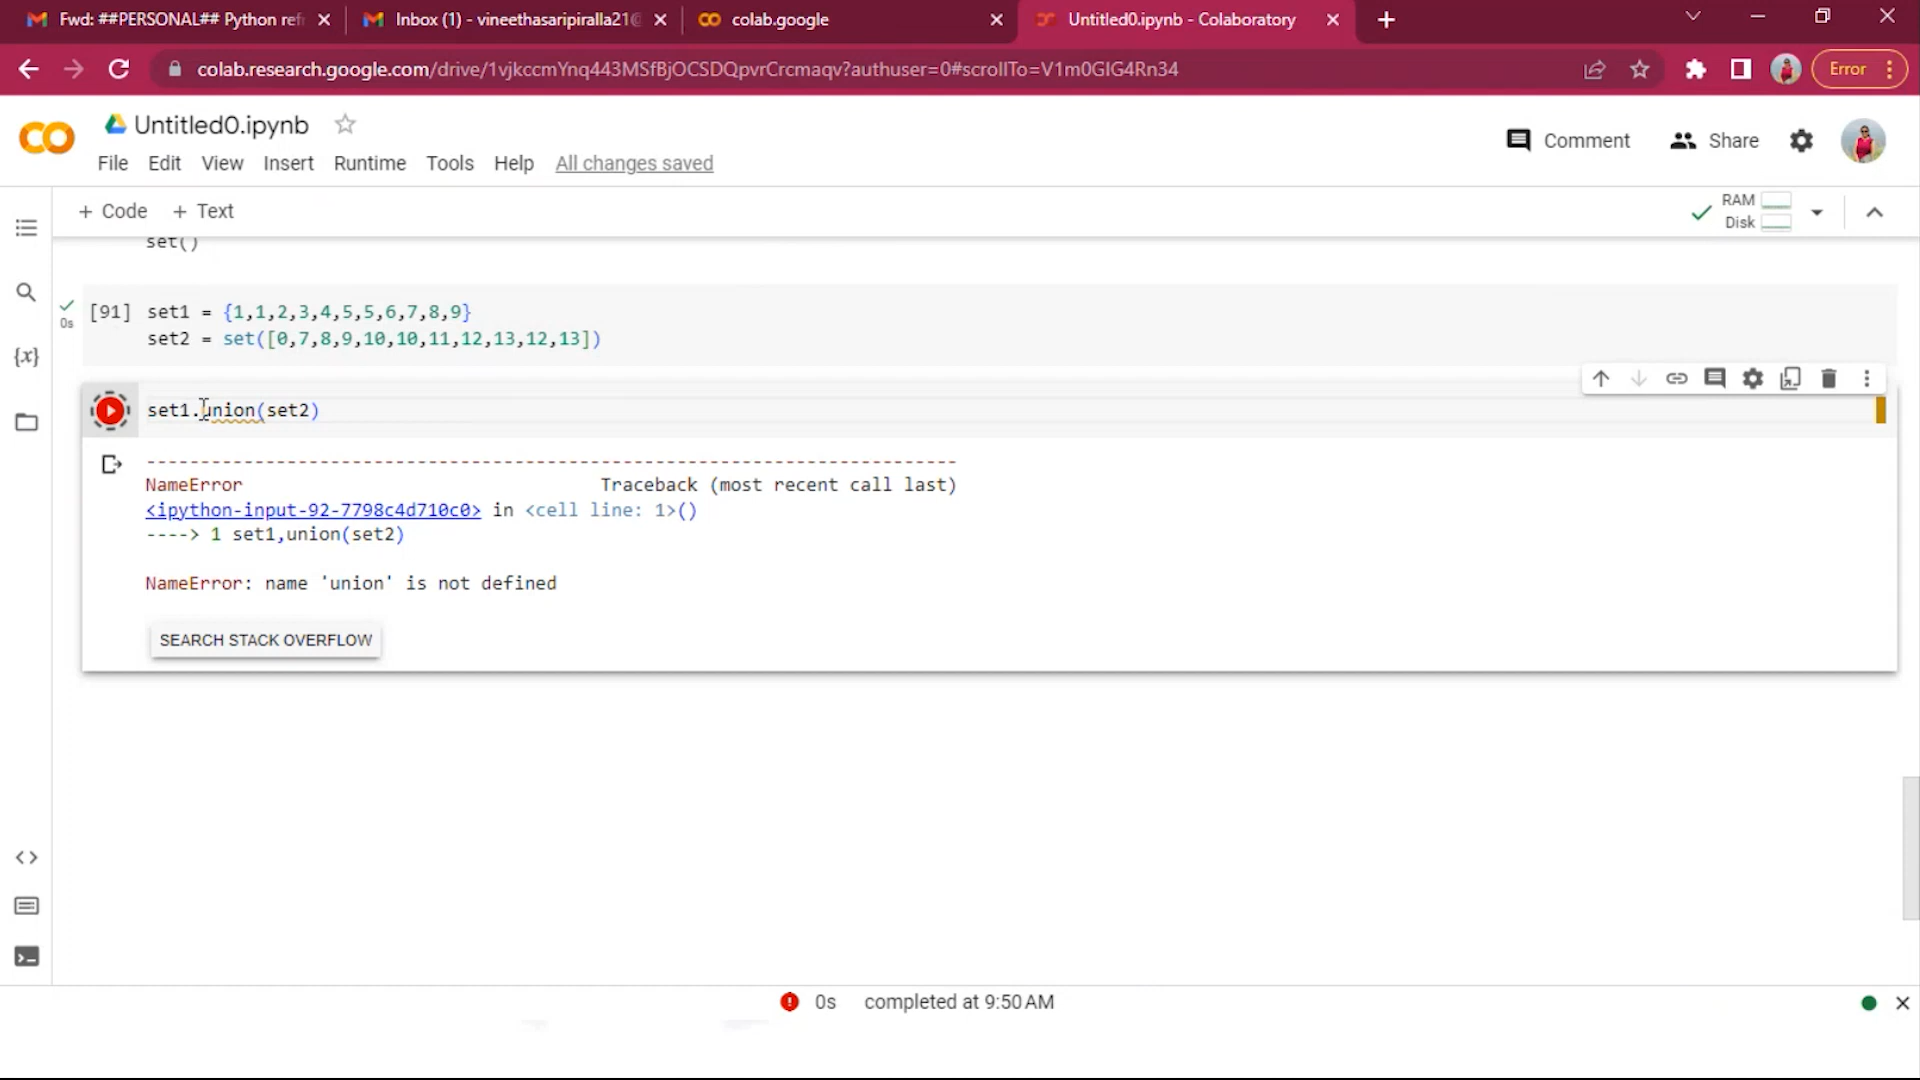 Fwd: ##PERSONAL## Python ref
Inbox (1) - vineethasaripiralla21@
colab.google
Untitled0.ipynb - Colaboratory
colab.research.google.com/drive/1vjkccmYnq443MSfBjOCSDQpvrCrcmaqv?authuser=0#scrollTo=V1m0GIG4Rn34
Error
Untitled0.ipynb
Comment
Share
File Edit View Insert Runtime Tools Help All changes saved
+ Code + Text
RAM
Disk
set()
[91] set1 = {1,1,2,3,4,5,5,6,7,8,9}
0s
set2 = set([0,7,8,9,10,10,11,12,13,12,13])
{x}
set1.union(set2)
---------------------------------------------------------------------------
NameError Traceback (most recent call last)
<ipython-input-92-7798c4d710c0> in <cell line: 1>()
----> 1 set1,union(set2)
NameError: name 'union' is not defined
SEARCH STACK OVERFLOW
0s completed at 9:50 AM